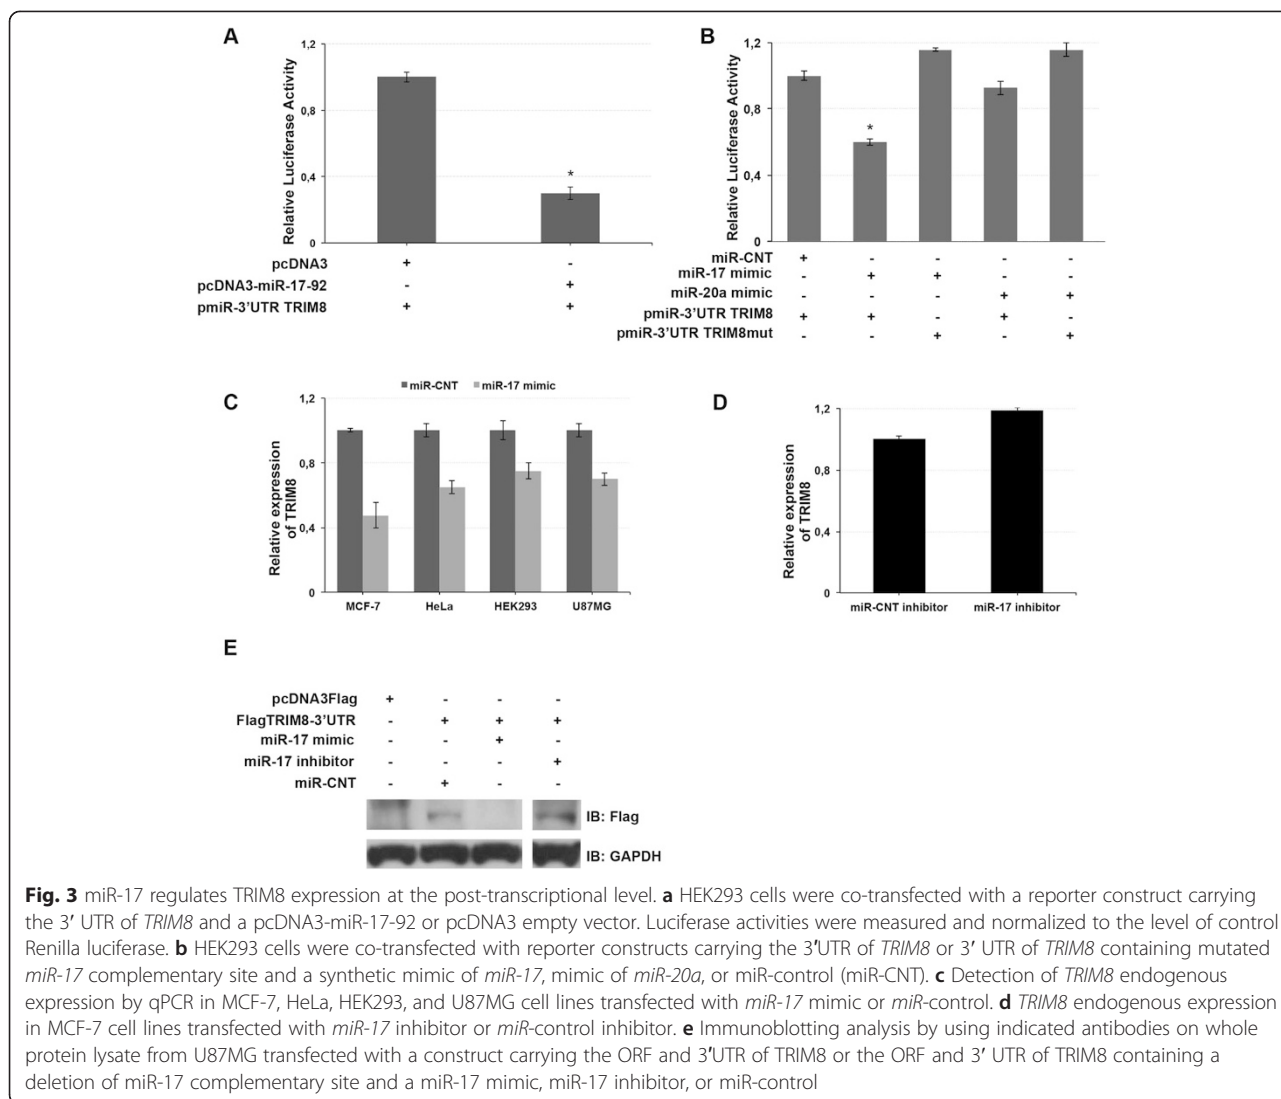 A
1,2
Relative Luciferase Activity
0,8
0,4
*
0
pcDNA3 + -
pcDNA3-miR-17-92 - +
pmiR-3'UTR TRIM8 + +
B
1,2
Relative Luciferase Activity
0,8
*
0,4
0
miR-CNT + - - - -
miR-17 mimic - + + - -
miR-20a mimic - - - + +
pmiR-3'UTR TRIM8 + + - + -
pmiR-3'UTR TRIM8mut - - + - +
miR-CNT miR-17 mimic
C
1,2
Relative expression
of TRIM8
0,8
0,4
0
MCF-7 HeLa HEK293 U87MG
D
1,2
Relative expression
of TRIM8
0,8
0,4
0
miR-CNT inhibitor miR-17 inhibitor
E
pcDNA3Flag + - - -
FlagTRIM8-3'UTR - + + +
miR-17 mimic - - + -
miR-17 inhibitor - - - +
miR-CNT - + - -
IB: Flag
IB: GAPDH
Fig. 3 miR-17 regulates TRIM8 expression at the post-transcriptional level. a HEK293 cells were co-transfected with a reporter construct carrying
the 3′ UTR of TRIM8 and a pcDNA3-miR-17-92 or pcDNA3 empty vector. Luciferase activities were measured and normalized to the level of control
Renilla luciferase. b HEK293 cells were co-transfected with reporter constructs carrying the 3′UTR of TRIM8 or 3′ UTR of TRIM8 containing mutated
miR-17 complementary site and a synthetic mimic of miR-17, mimic of miR-20a, or miR-control (miR-CNT). c Detection of TRIM8 endogenous
expression by qPCR in MCF-7, HeLa, HEK293, and U87MG cell lines transfected with miR-17 mimic or miR-control. d TRIM8 endogenous expression
in MCF-7 cell lines transfected with miR-17 inhibitor or miR-control inhibitor. e Immunoblotting analysis by using indicated antibodies on whole
protein lysate from U87MG transfected with a construct carrying the ORF and 3′UTR of TRIM8 or the ORF and 3′ UTR of TRIM8 containing a
deletion of miR-17 complementary site and a miR-17 mimic, miR-17 inhibitor, or miR-control